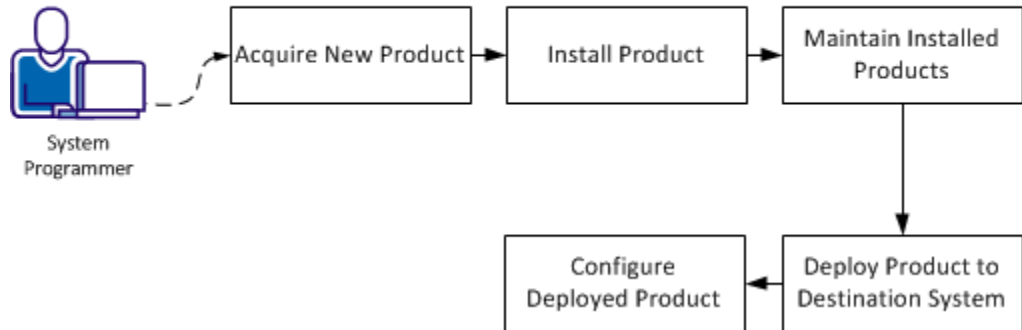 System
Programmer
Acquire New Product
Install Product
Maintain Installed
Products
Deploy Product to
Destination System
Configure
Deployed Product